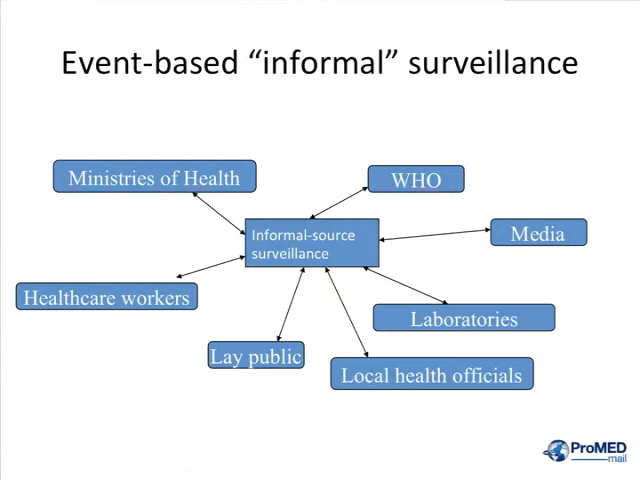 Event-based “informal” surveillance
Ministries of Health
WHO
Informal-source
surveillance
Media
Healthcare workers
Laboratories
Lay public
Local health officials
ProMED
mail